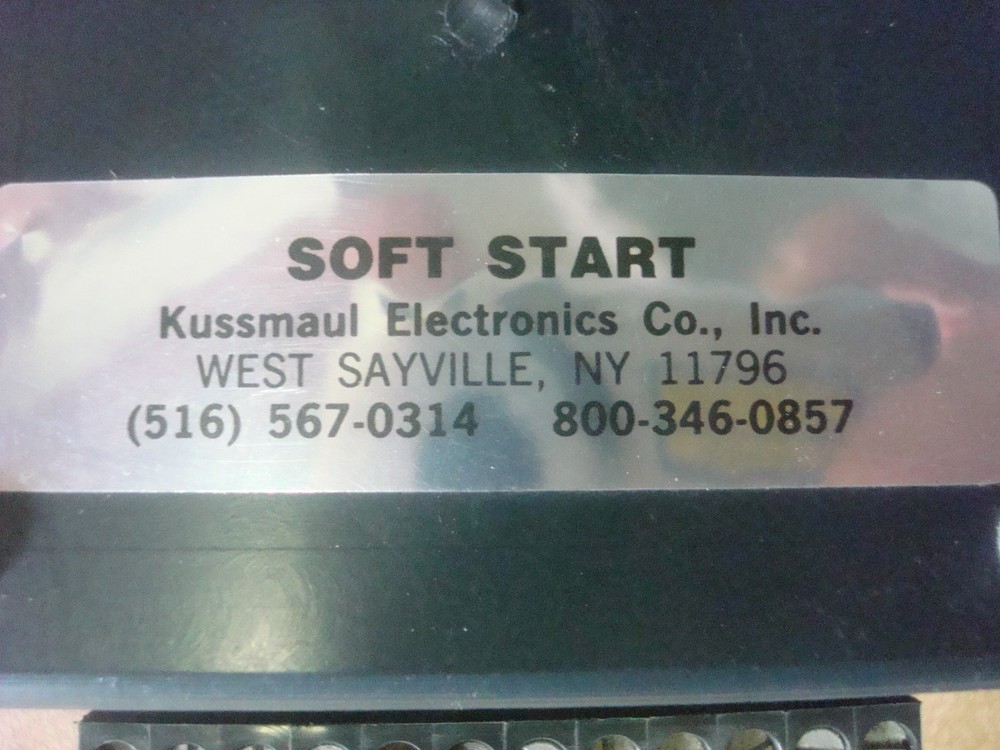 SOFT START
Kussmaul Electronics Co., Inc.
WEST SAYVILLE, NY 11796
(516) 567-0314 800-346-0857